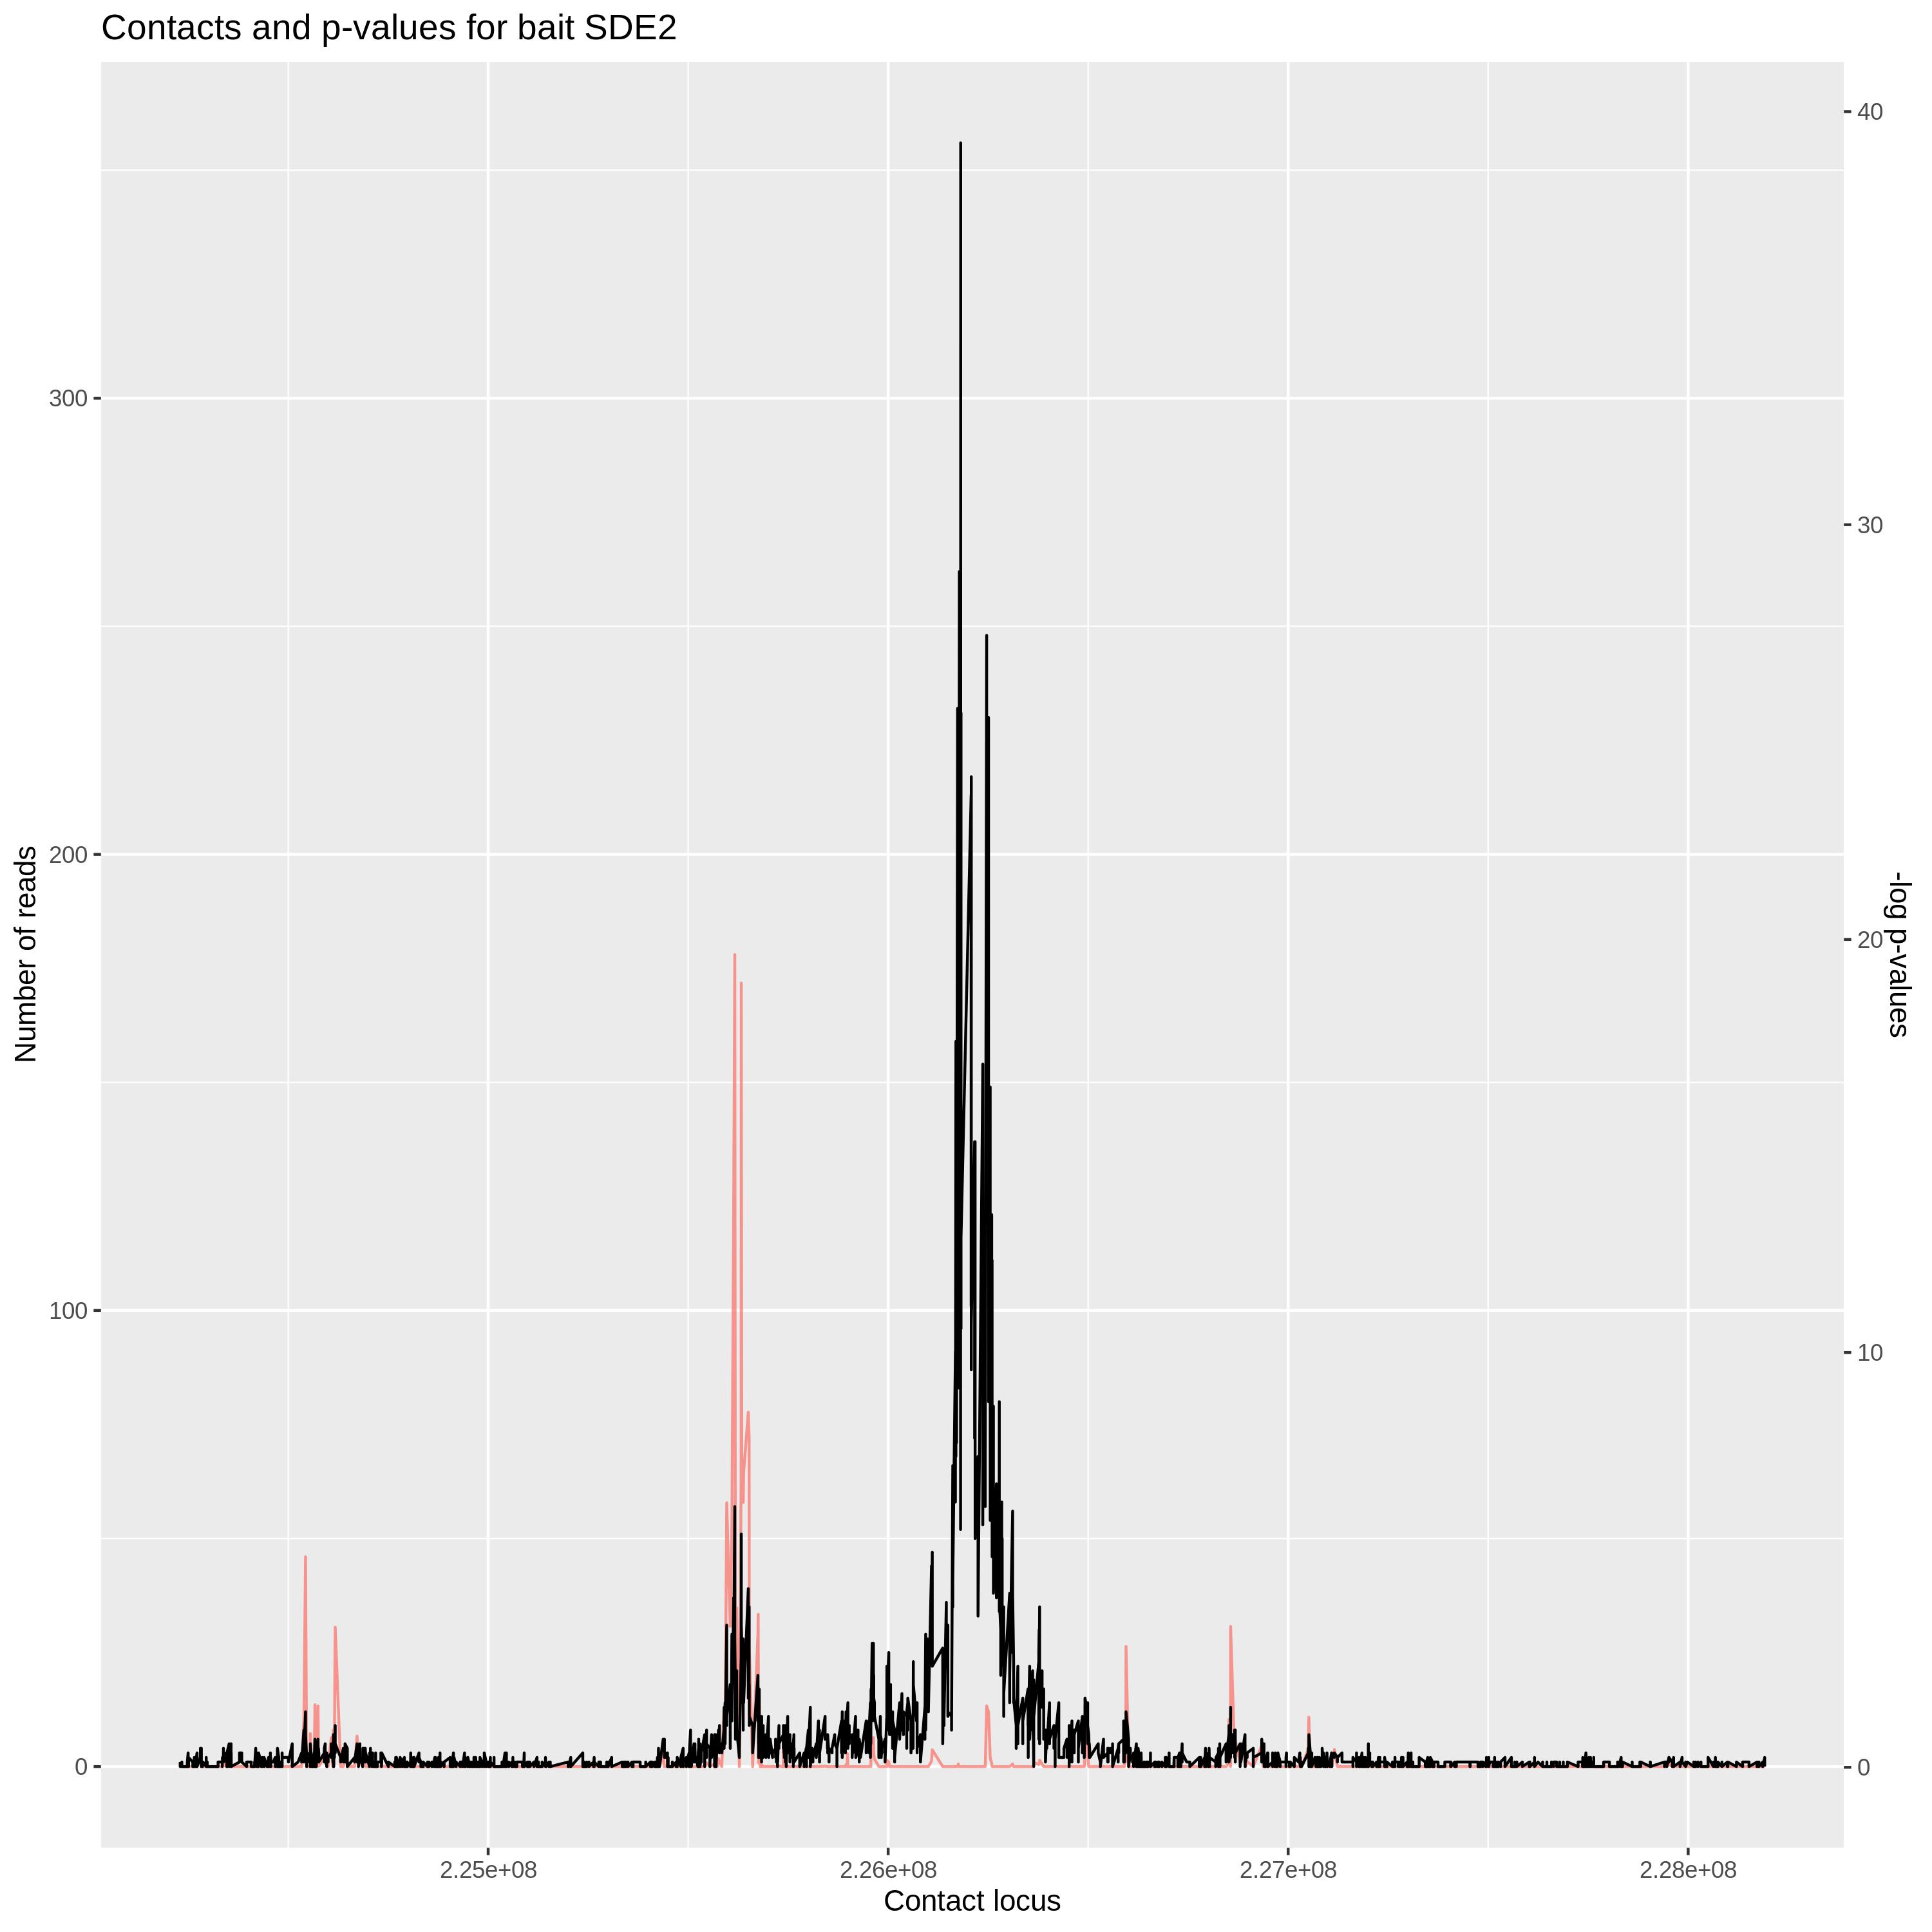 Contacts and p-values for bait SDE2
Number of reads
300
200
100
0
40
30
20
10
0
-log p-values
2.25e+08
2.26e+08
2.27e+08
2.28e+08
Contact locus